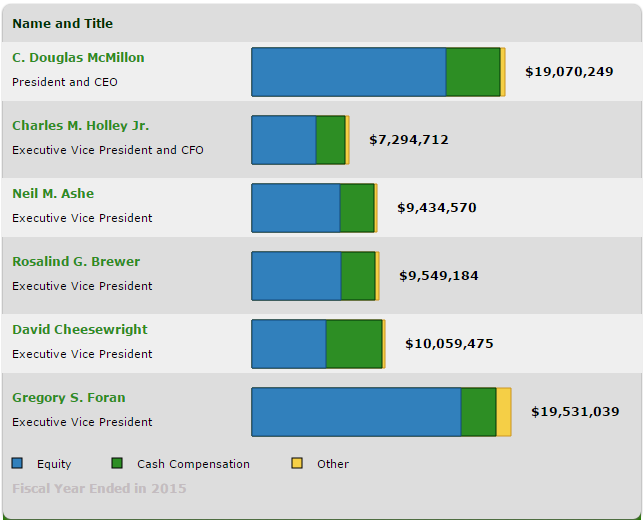 Name and Title
C. Douglas McMillon
President and CEO
$19,070,249
Charles M. Holley Jr.
Executive Vice President and CFO
$7,294,712
Neil M. Ashe
Executive Vice President
$9,434,570
Rosalind G. Brewer
Executive Vice President
$9,549,184
David Cheesewright
Executive Vice President
$10,059,475
Gregory S. Foran
Executive Vice President
$19,531,039
Equity Cash Compensation Other
Fiscal Year Ended in 2015